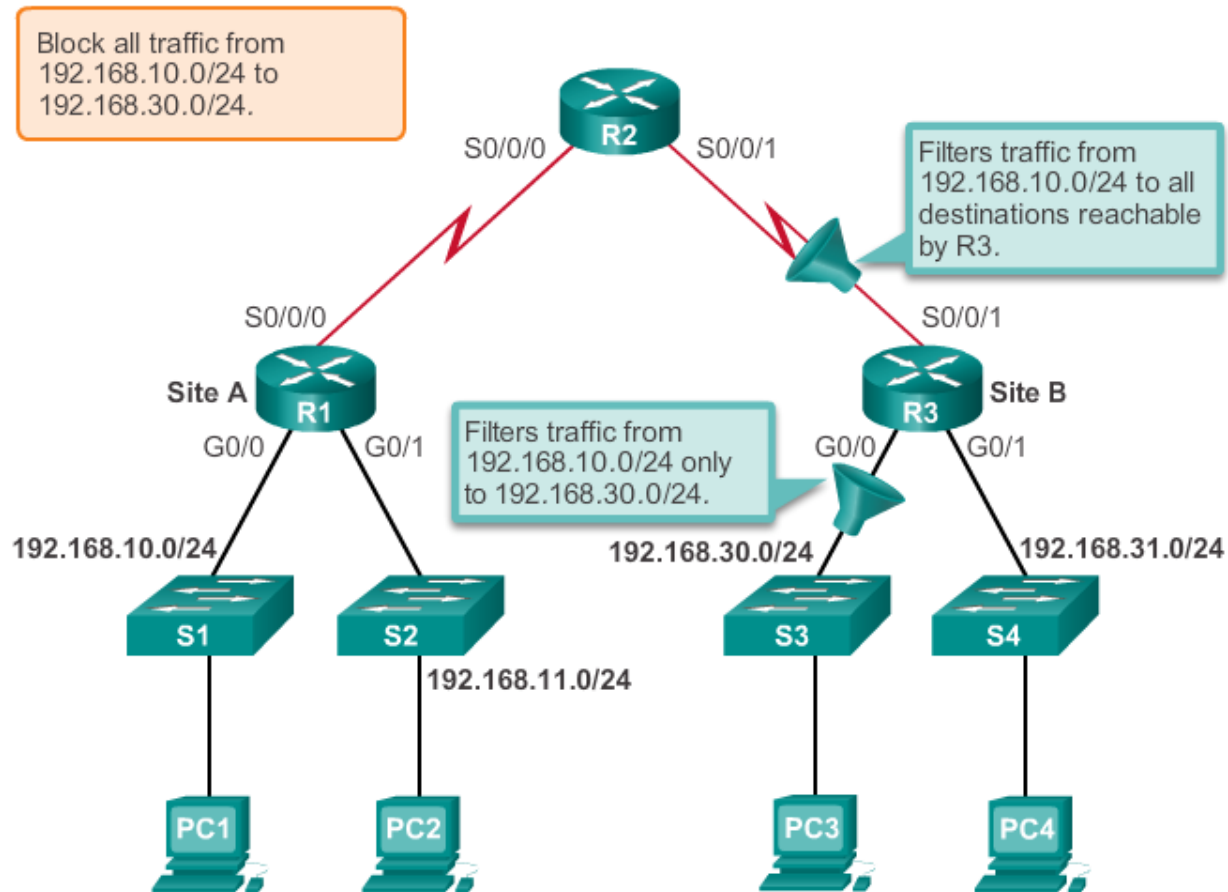 Block all traffic from
192.168.10.0/24 to
192.168.30.0/24.
R2
S0/0/0
S0/0/1
Filters traffic from
192.168.10.0/24 to all
destinations reachable
by R3.
S0/0/0
S0/0/1
Site A
R1
R3
Site B
G0/0
G0/1
Filters traffic from
192.168.10.0/24 only
to 192.168.30.0/24.
G0/0
G0/1
192.168.10.0/24
192.168.30.0/24
192.168.31.0/24
S1
S2
S3
S4
192.168.11.0/24
PC1
PC2
PC3
PC4